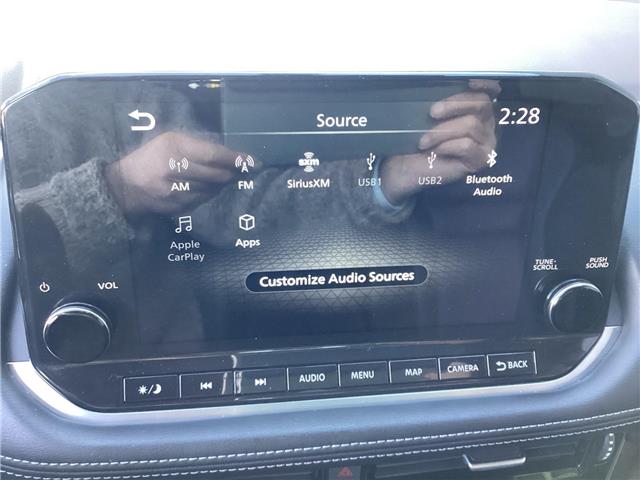 Source
2:28
AM
FM
sxm
SiriusXM
USB1
USB2
Bluetooth
Audio
Apple
CarPlay
Apps
Customize Audio Sources
VOL
TUNE·
SCROLL
PUSH
SOUND
AUDIO
MENU
MAP
CAMERA
BACK